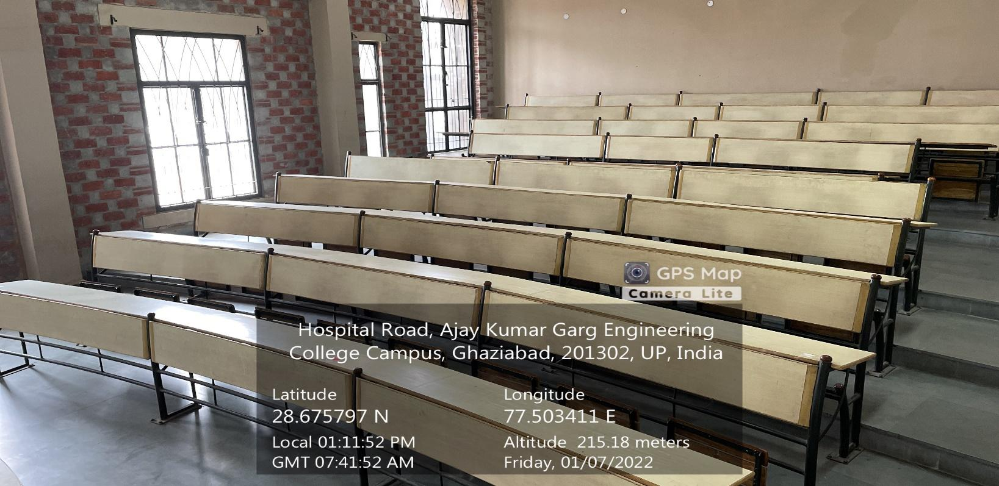 GPS Map
Camera Lite
Hospital Road, Ajay Kumar Garg Engineering
College Campus, Ghaziabad, 201302, UP, India
Latitude
28.675797 N
Longitude
77.503411 E
Local 01:11:52 PM
GMT 07:41:52 AM
Altitude 215.18 meters
Friday, 01/07/2022